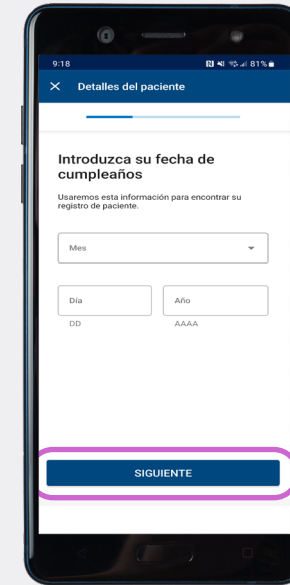 9:18 81%
Detalles del paciente
Introduzca su fecha de
cumpleaños
Usaremos esta información para encontrar su
registro de paciente.
Mes
Día Año
DD AAAA
SIGUIENTE